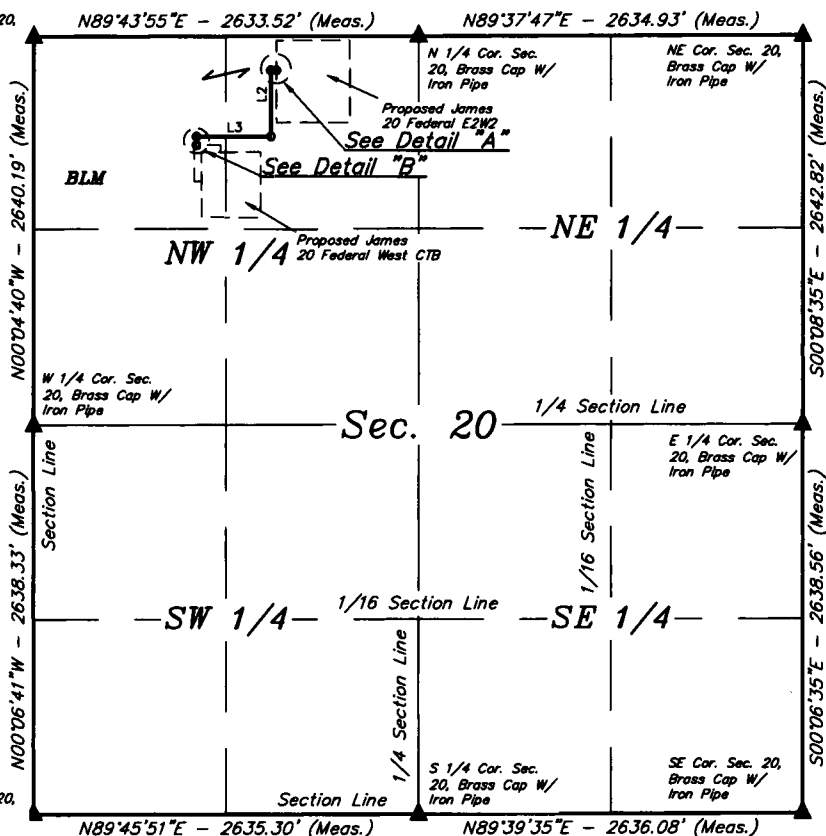 20,
N89°43'55"E - 2633.52' (Meas.)
N89°37'47"E - 2634.93' (Meas.)
N 1/4 Cor. Sec.
20, Brass Cap W/
Iron Pipe
NE Cor. Sec. 20,
Brass Cap W/
Iron Pipe
L2
L3
Proposed James
20 Federal E2W2
See Detail "A"
See Detail "B"
BLM
N00°04'40"W - 2640.19' (Meas.)
S00°08'35"E - 2642.82' (Meas.)
NW 1/4
Proposed James
20 Federal West CTB
NE 1/4
W 1/4 Cor. Sec.
20, Brass Cap W/
Iron Pipe
Sec. 20
1/4 Section Line
E 1/4 Cor. Sec.
20, Brass Cap W/
Iron Pipe
Section Line
1/16 Section Line
N00°06'41"W - 2638.33' (Meas.)
S00°06'35"E - 2638.56' (Meas.)
SW 1/4
1/16 Section Line
SE 1/4
1/4 Section Line
S 1/4 Cor. Sec.
20, Brass Cap W/
Iron Pipe
SE Cor. Sec. 20,
Brass Cap W/
Iron Pipe
20,
Section Line
N89°45'51"E - 2635.30' (Meas.)
N89°39'35"E - 2636.08' (Meas.)